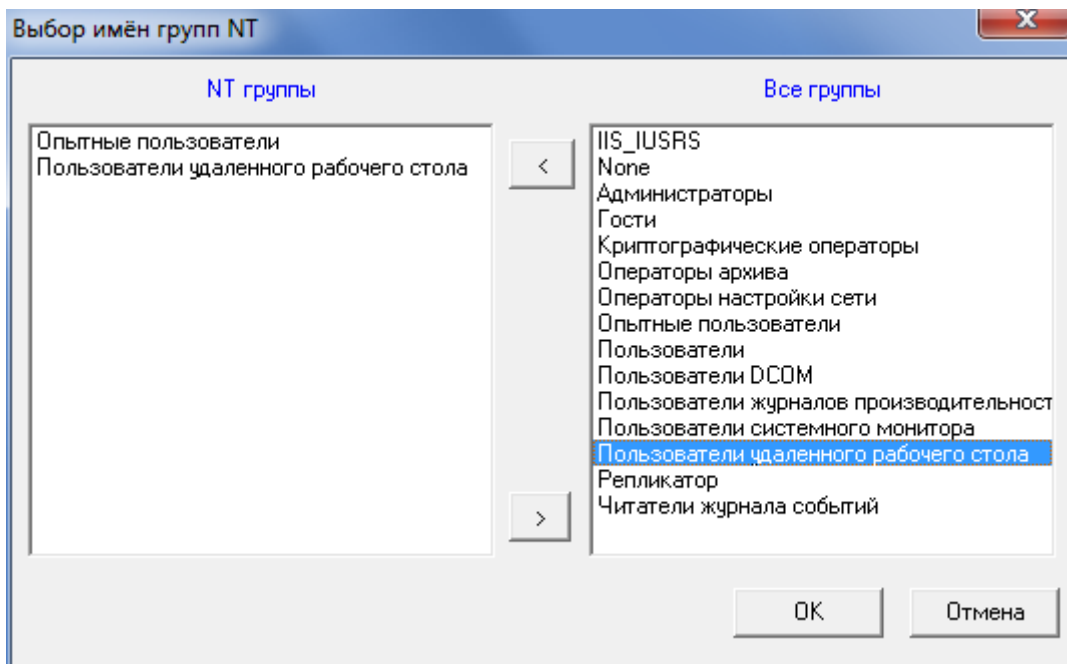 Выбор имён групп NT
X
NT группы
Все группы
Опытные пользователи
Пользователи удаленного рабочего стола
<
>
IIS_IUSRS
None
Администраторы
Гости
Криптографические операторы
Операторы архива
Операторы настройки сети
Опытные пользователи
Пользователи
Пользователи DCOM
Пользователи журналов производительност
Пользователи системного монитора
Пользователи удаленного рабочего стола
Репликатор
Читатели журнала событий
OK
Отмена